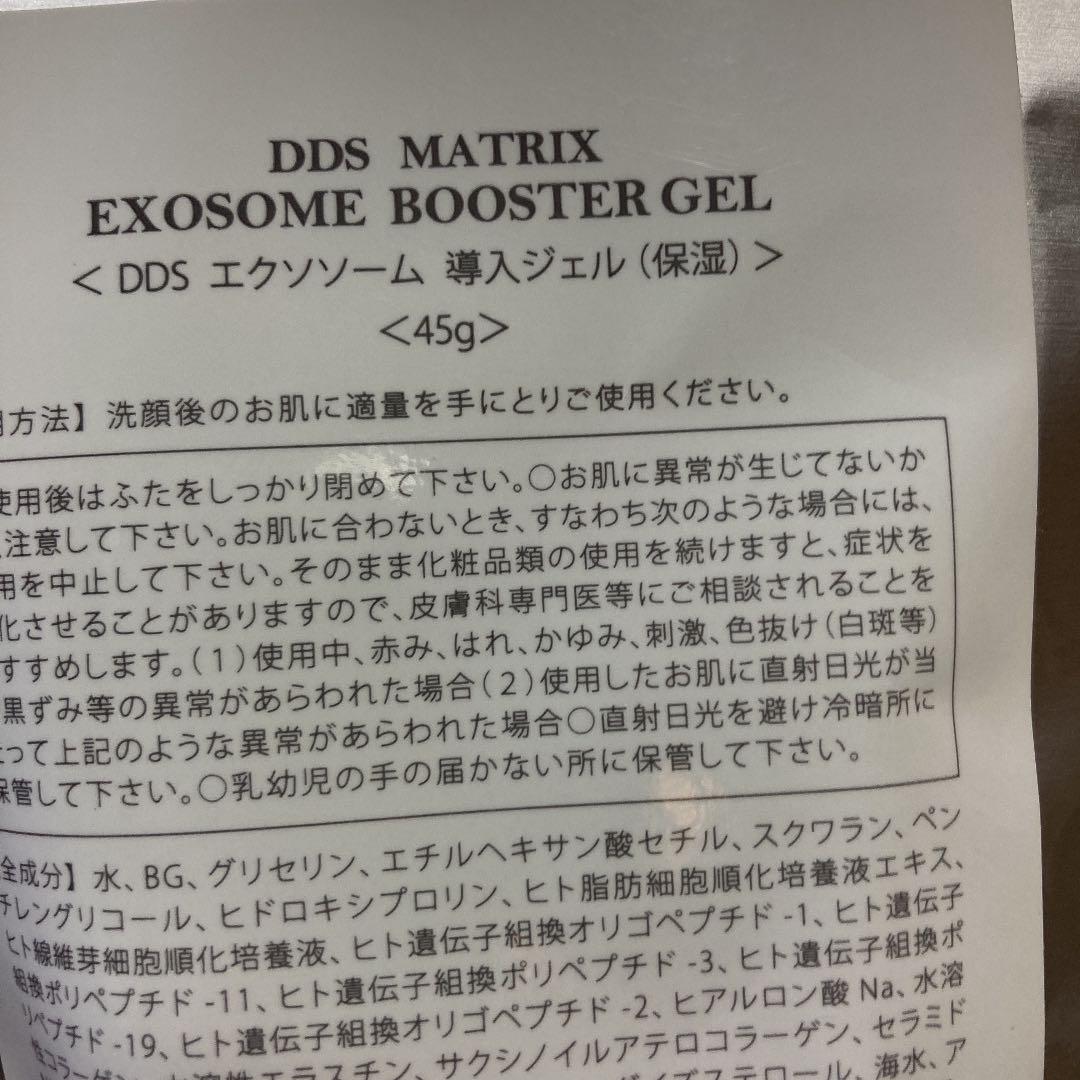 DDS MATRIX
EXOSOME BOOSTER GEL
＜DDS エクソソーム 導入ジェル（保湿）＞
＜45g＞
方法】洗顔後のお肌に適量を手にとりご使用ください。
使用後はふたをしっかり閉めて下さい。○お肌に異常が生じてないか
注意して下さい。お肌に合わないとき、すなわち次のような場合には、
用を中止して下さい。そのまま化粧品類の使用を続けますと、症状を
化させることがありますので、皮膚科専門医等にご相談されることを
すすめします。（1）使用中、赤み、はれ、かゆみ、刺激、色抜け（白斑等）
黒ずみ等の異常があらわれた場合（2）使用したお肌に直射日光が当
って上記のような異常があらわれた場合○直射日光を避け冷暗所に
保管して下さい。○乳幼児の手の届かない所に保管して下さい。
全成分】水、BG、グリセリン、エチルヘキサン酸セチル、スクワラン、ペン
チレングリコール、ヒドロキシプロリン、ヒト脂肪細胞順化培養液エキス、
ヒト線維芽細胞順化培養液、ヒト遺伝子組換オリゴペプチド-1、ヒト遺伝子
組換ポリペプチド-11、ヒト遺伝子組換ポリペプチド-3、ヒト遺伝子組換ポ
リペプチド-19、ヒト遺伝子組換オリゴペプチド-2、ヒアルロン酸Na、水溶
性コラーゲン、水溶性エラスチン、サクシノイルアテロコラーゲン、セラミド
ステロール、海水、ア